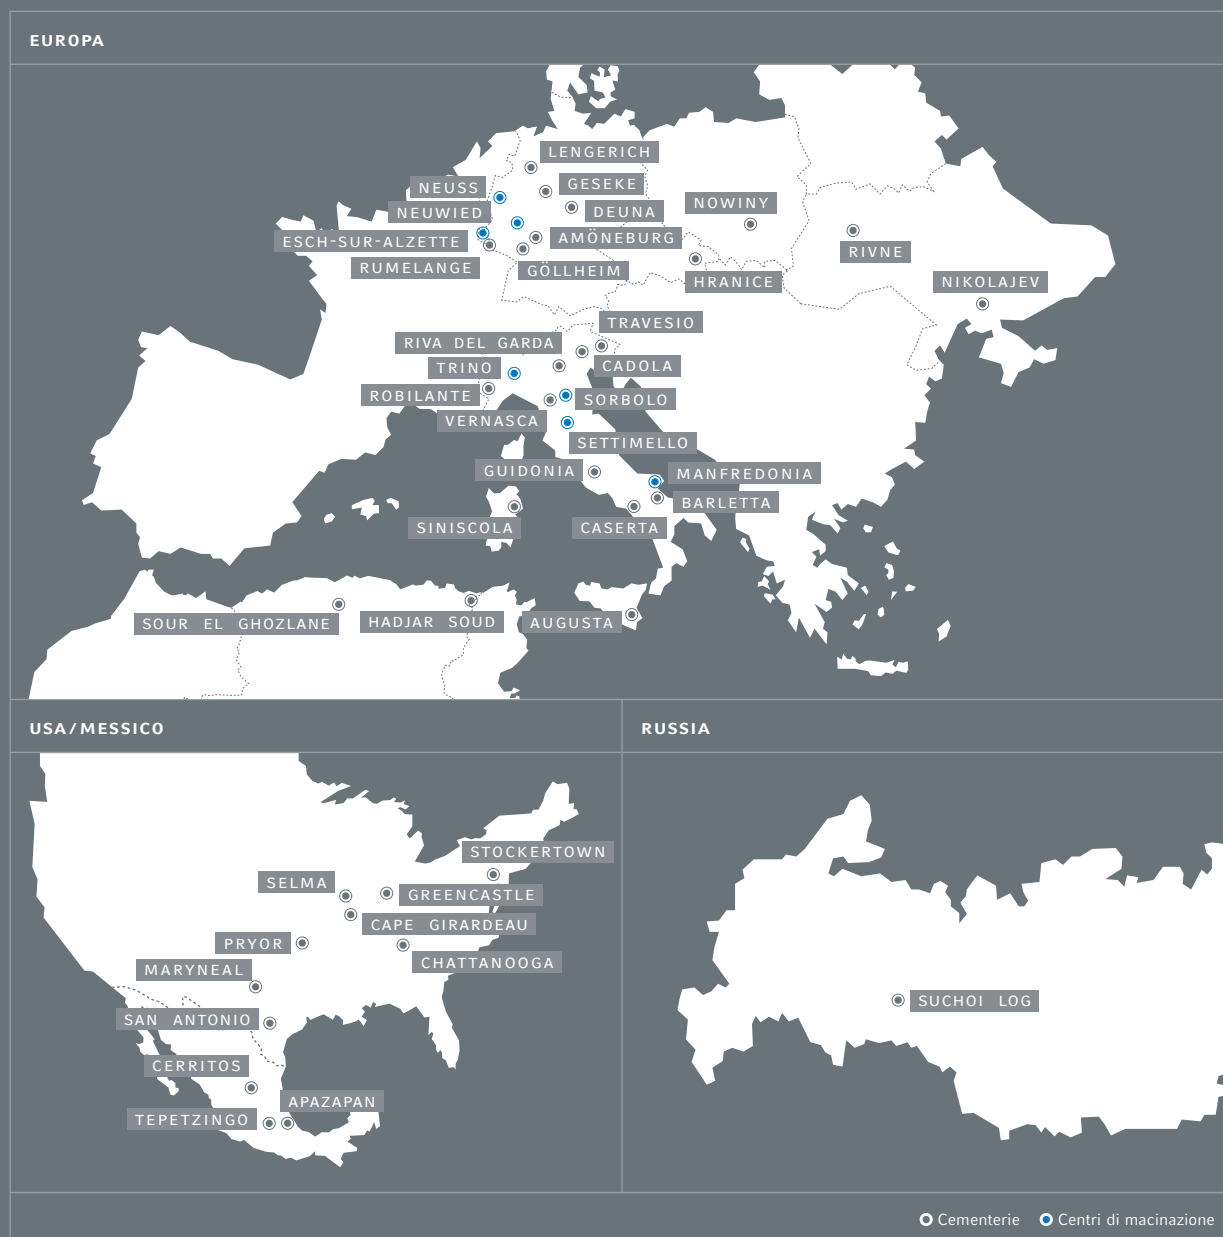 EUROPA
LENGERICH
NEUSS
GESEKE
NEUWIED
DEUNA
NOWINY
ESCH-SUR-ALZETTE
AMÖNEBURG
RIVNE
RUMELANGE
GÖLLHEIM
HRANICE
NIKOLAJEV
TRAVESIO
RIVA DEL GARDA
TRINO
CADOLA
ROBILANTE
SORBOLO
VERNASCA
SETTIMELLO
GUIDONIA
MANFREDONIA
BARLETTA
SINISCOLA
CASERTA
SOUR EL GHOZLANE
HADJAR SOUD
AUGUSTA
USA/MESSICO
STOCKERTOWN
SELMA
GREENCASTLE
CAPE GIRARDEAU
PRYOR
CHATTANOOGA
MARYNEAL
SAN ANTONIO
CERRITOS
APAZAPAN
TEPETZINGO
RUSSIA
SUCHOI LOG
Cementerie
Centri di macinazione